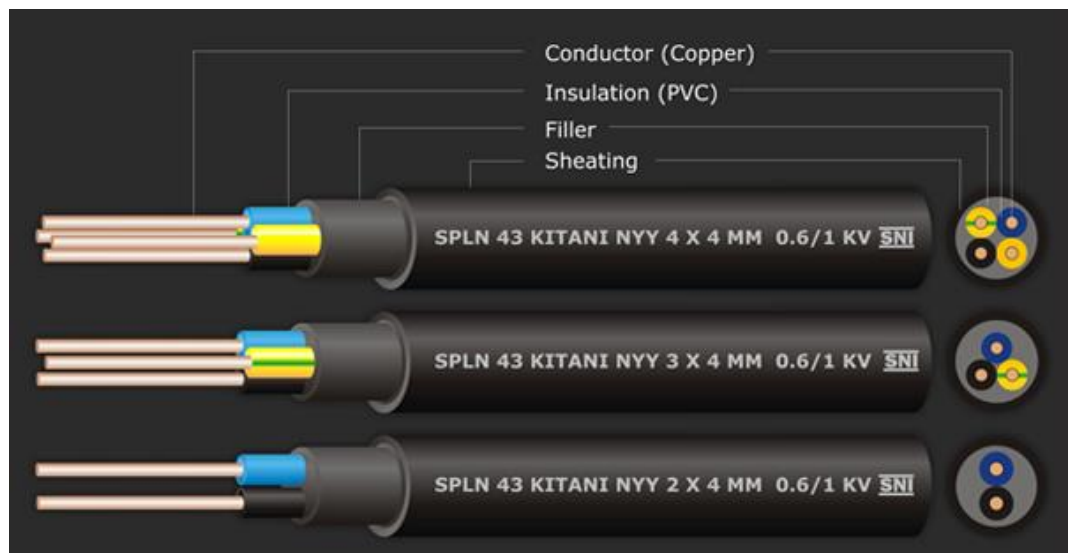 Conductor (Copper)
Insulation (PVC)
Filler
Sheating
SPLN 43 KITANI NYY 4 X 4 MM 0.6/1 KV SNI
SPLN 43 KITANI NYY 3 X 4 MM 0.6/1 KV SNI
SPLN 43 KITANI NYY 2 X 4 MM 0.6/1 KV SNI